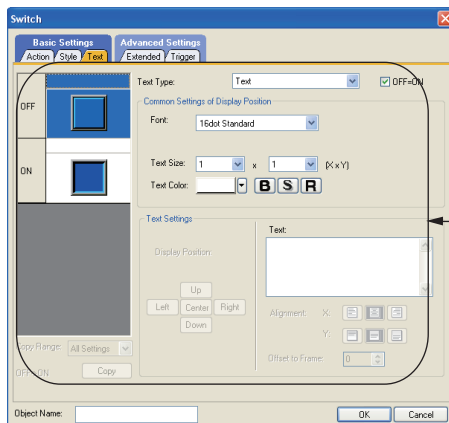 Switch
Basic Settings Advanced Settings
Action Style Text Extended Trigger
OFF
ON
Text Type: Text OFF=ON
Common Settings of Display Position
Font: 16dot Standard
Text Size: 1 x 1 (X x Y)
Text Color: B S R
Text Settings
Display Position:
Up
Left Center Right
Down
Text:
Alignment: X:
Y:
Offset to Frame: 0
Copy Range: All Settings
OFF=ON Copy
Object Name: OK Cancel